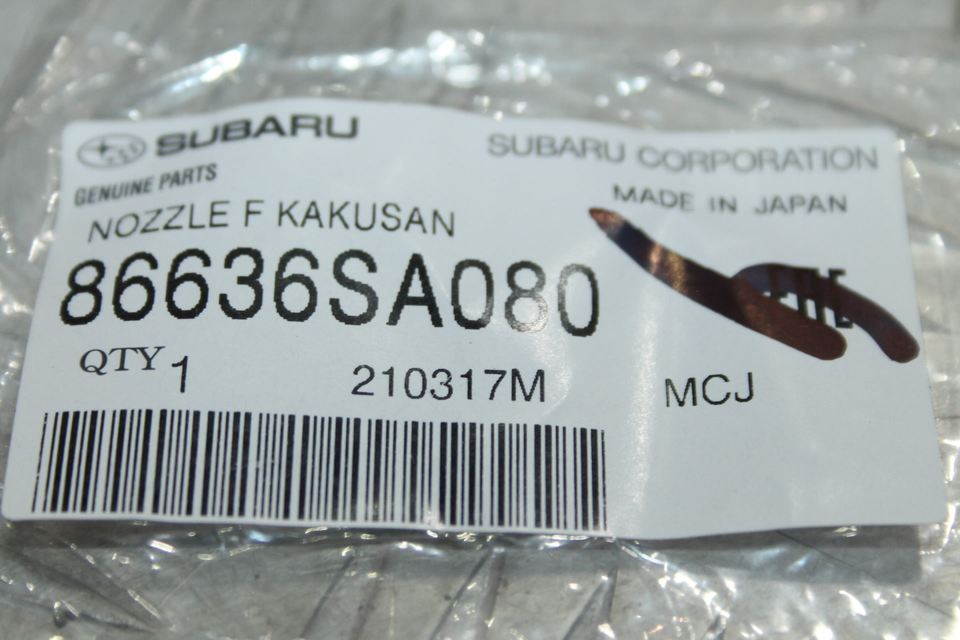 SUBARU
SUBARU CORPORATION
GENUINE PARTS
MADE IN JAPAN
NOZZLE F KAKUSAN
86636SA080
QTY 1
210317M
MCJ